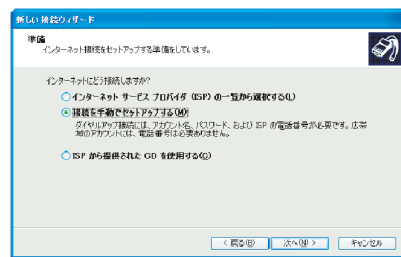 新しい接続ウィザード
準備
インターネット接続をセットアップする準備をしています。
インターネットにどう接続しますか?
インターネット サービス プロバイダ (ISP) の一覧から選択する(L)
接続を手動でセットアップする(M)
ダイヤルアップ接続には、アカウント名、パスワード、および ISP の電話番号が必要です。広帯
域のアカウントには、電話番号は必要ありません。
ISP から提供された CD を使用する(C)
< 戻る(B)
次へ(N) >
キャンセル